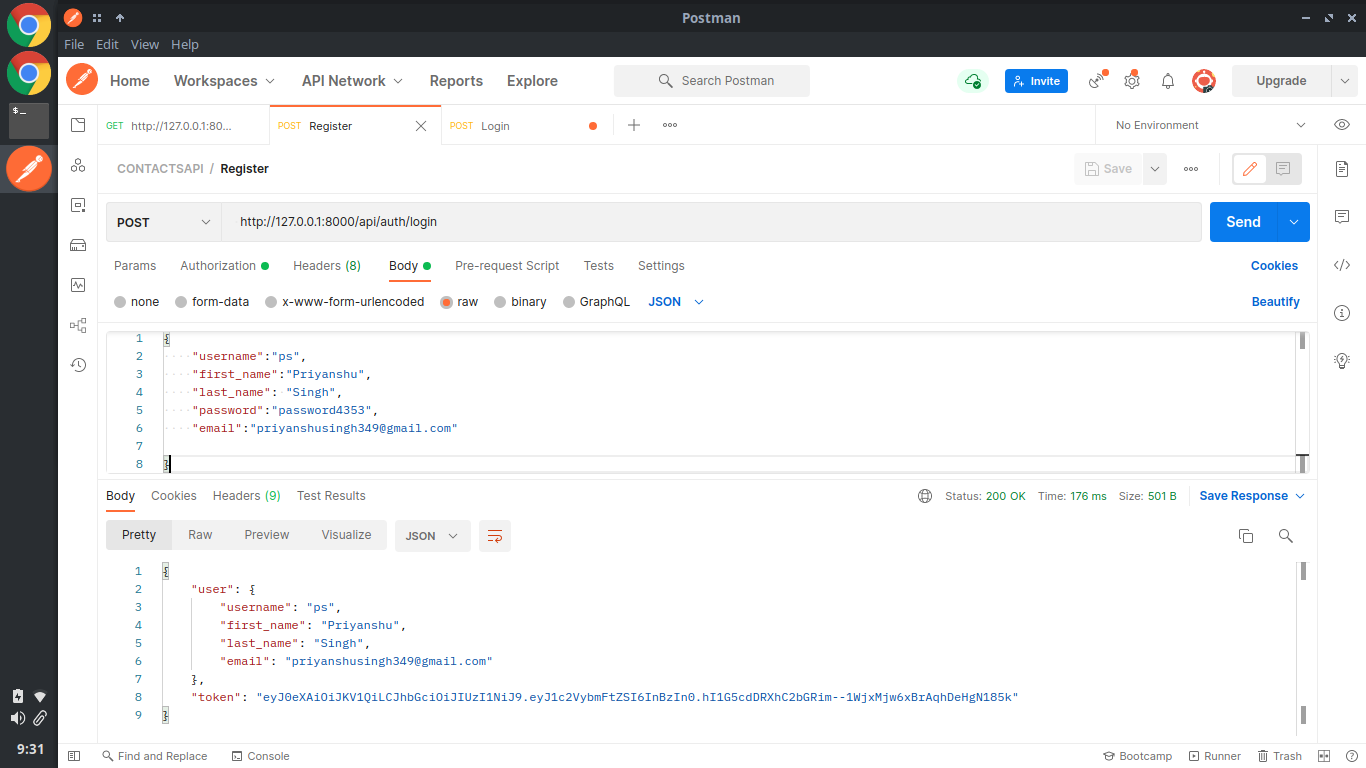 Postman
File Edit View Help
Home Workspaces API Network Reports Explore Search Postman Invite Upgrade
GET http://127.0.0.1:80... POST Register POST Login No Environment
CONTACTSAPI / Register Save
POST http://127.0.0.1:8000/api/auth/login Send
Params Authorization Headers (8) Body Pre-request Script Tests Settings Cookies
none form-data x-www-form-urlencoded raw binary GraphQL JSON Beautify
1 {
2 "username":"ps",
3 "first_name":"Priyanshu",
4 "last_name": "Singh",
5 "password":"password4353",
6 "email":"priyanshusingh349@gmail.com"
7
8 }
Body Cookies Headers (9) Test Results Status: 200 OK Time: 176 ms Size: 501 B Save Response
Pretty Raw Preview Visualize JSON
1 {
2 "user": {
3 "username": "ps",
4 "first_name": "Priyanshu",
5 "last_name": "Singh",
6 "email": "priyanshusingh349@gmail.com"
7 },
8 "token": "eyJ0eXAiOiJKV1QiLCJhbGciOiJIUzI1NiJ9.eyJ1c2VybmFtZSI6InBzIn0.hI1G5cdDRXhC2bGRim--1WjxMjw6xBrAqhDeHgN185k"
9 }
9:31
Find and Replace Console Bootcamp Runner Trash